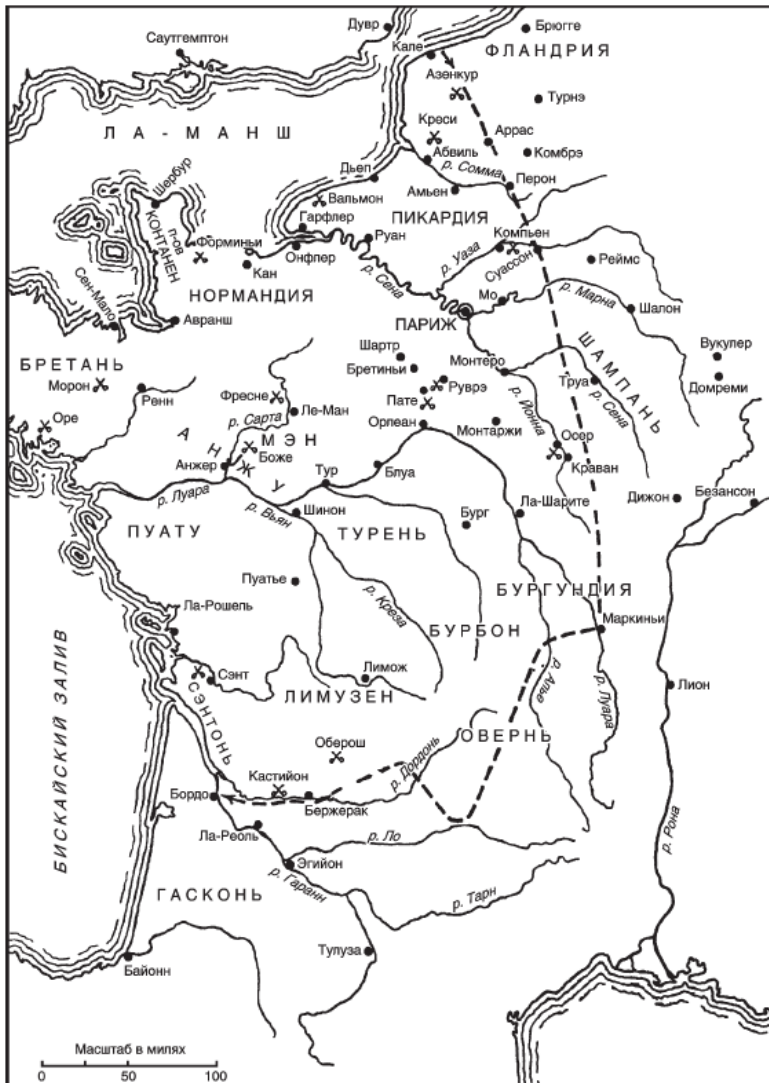 Дувр
Брюгге
Саутгемптон
Кале
ФЛАНДРИЯ
Азенкур
Турнэ
ЛА-МАНШ
Креси
Аррас
Абвиль
Комбрэ
р. Сомма
Дьеп
Шербур
Перон
Вальмон
Амьен
п-ов
КОНТАНЕН
Гарфлер
ПИКАРДИЯ
Форминьи
Руан
Компьен
Онфлер
р. Уаза
Реймс
Кан
Суассон
Сен-Мало
р. Сена
НОРМАНДИЯ
Мо
р. Марна
Шалон
Авранш
ПАРИЖ
ШАМПАНЬ
Шартр
Вукулер
БРЕТАНЬ
Бретиньи
Монтеро
Морон
Рувр­э
Домреми
Ренн
Фресне
Пате
Труа
р. Сена
Оре
р. Сарта
Ле-Ман
р. Йонна
Орлеан
Монтаржи
МЭН
Осер
АНЖУ
Боже
Краван
Анжер
Тур
Блуа
Дижон
Безансон
р. Луара
Ла-Шарите
р. Вьян
Шинон
Бург
ПУАТУ
ТУРЕНЬ
Пуатье
БУРГУНДИЯ
р. Креза
Ла-Рошель
Маркиньи
БУРБОН
Лимож
р. Алье
Сэнт
Лион
р. Луара
ЛИМУЗЕН
СЭНТОНЬ
БИСКАЙСКИЙ ЗАЛИВ
ОВЕРНЬ
Оберош
р. Дордонь
Кастийон
Бордо
Бержерак
Ла-Реоль
р. Ло
р. Рона
Эгийон
р. Гаранн
ГАСКОНЬ
р. Тарн
Тулуза
Байонн
Масштаб в милях
0 50 100